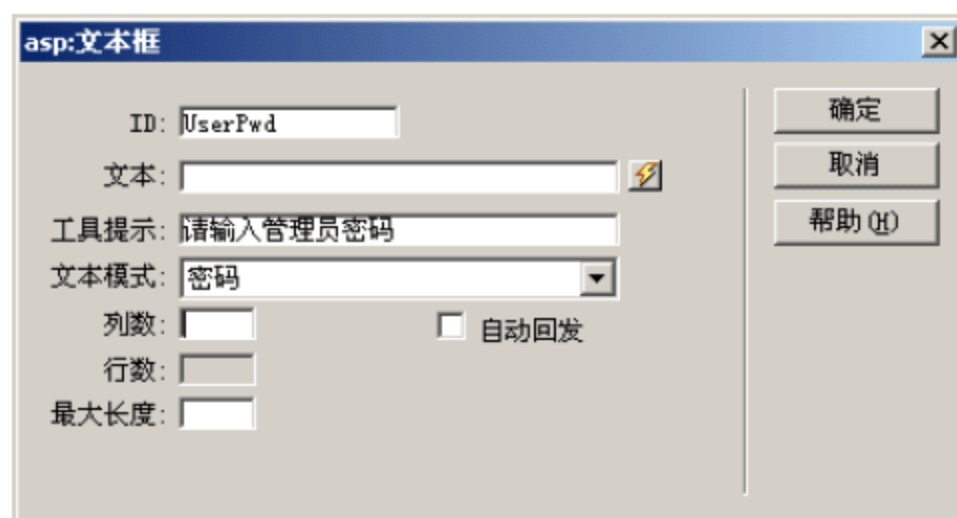 asp:文本框
ID: UserPwd
确定
文本:
取消
工具提示: 请输入管理员密码
帮助(H)
文本模式: 密码
列数:
自动回发
行数:
最大长度: